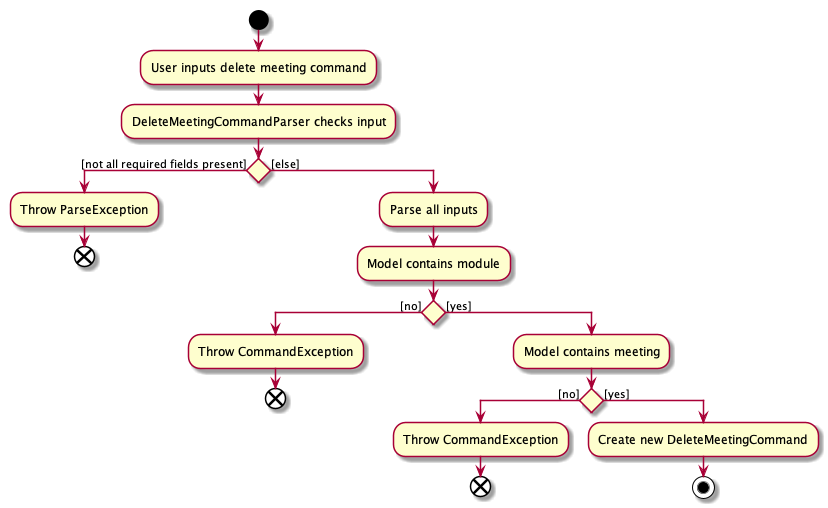 User inputs delete meeting command
DeleteMeetingCommandParser checks input
[not all required fields present]
[else]
Throw ParseException
Parse all inputs
Model contains module
[no]
[yes]
Throw CommandException
Model contains meeting
[no]
[yes]
Throw CommandException
Create new DeleteMeetingCommand